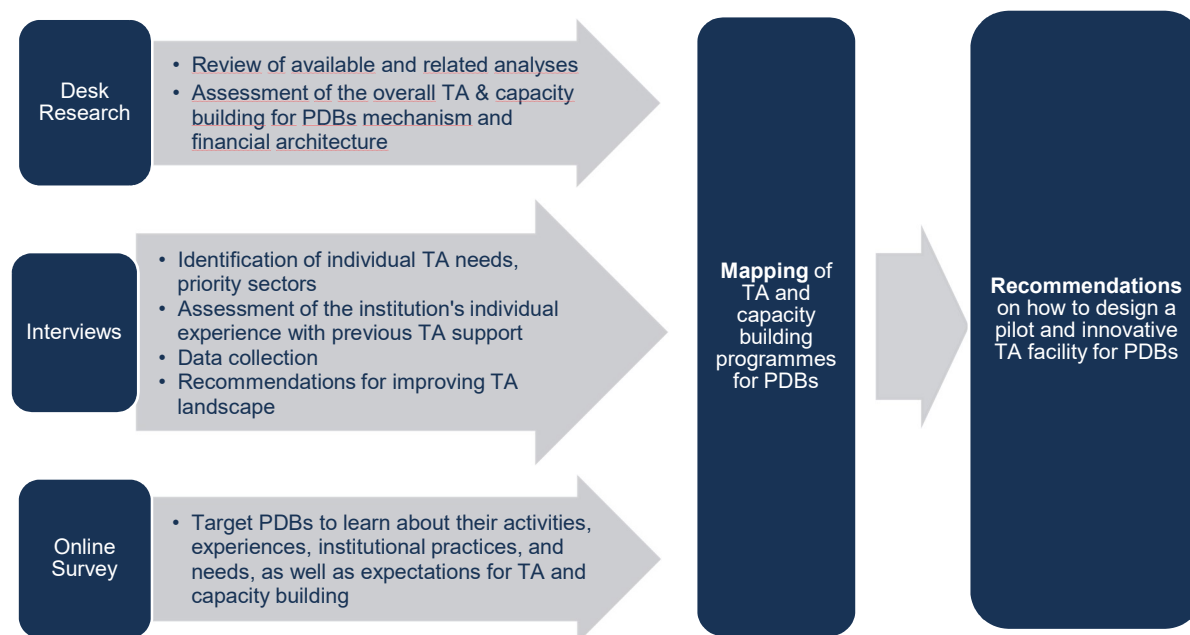 Desk
Research
• Review of available and related analyses
• Assessment of the overall TA & capacity
building for PDBs mechanism and
financial architecture
Interviews
• Identification of individual TA needs,
priority sectors
• Assessment of the institution's individual
experience with previous TA support
• Data collection
• Recommendations for improving TA
landscape
Online
Survey
• Target PDBs to learn about their activities,
experiences, institutional practices, and
needs, as well as expectations for TA and
capacity building
Mapping of
TA and
capacity
building
programmes
for PDBs
Recommendations
on how to design a
pilot and innovative
TA facility for PDBs